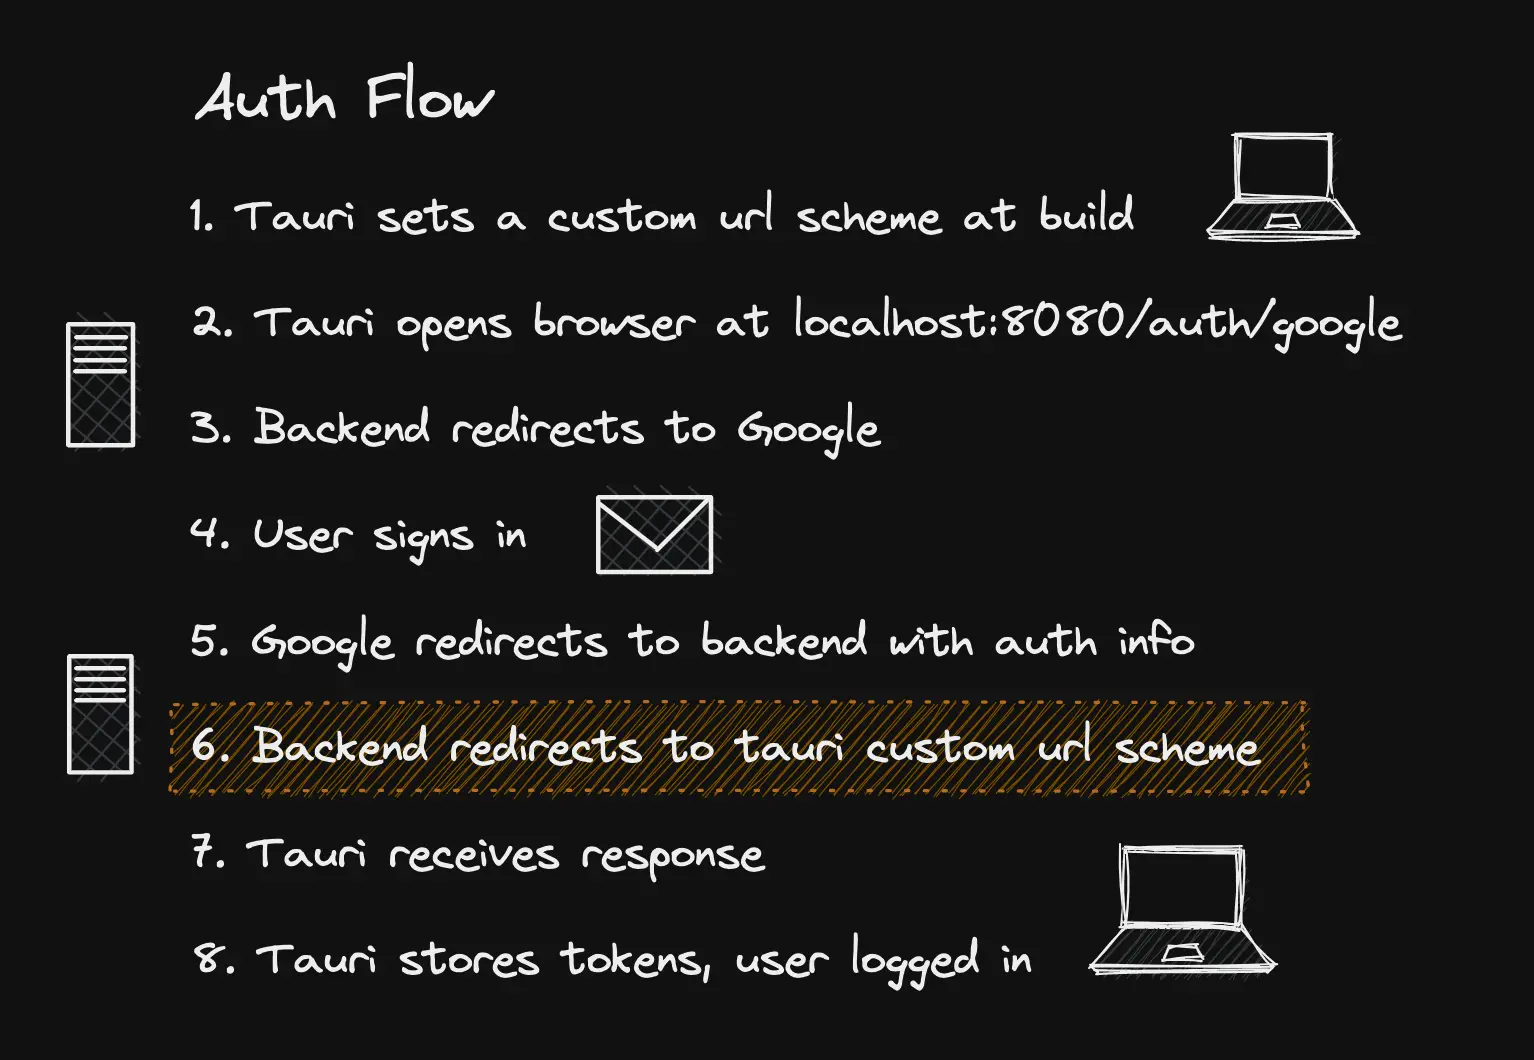 Auth Flow
1. Tauri sets a custom url scheme at build
2. Tauri opens browser at localhost:8080/auth/google
3. Backend redirects to Google
4. User signs in
5. Google redirects to backend with auth info
6. Backend redirects to tauri custom url scheme
7. Tauri receives response
8. Tauri stores tokens, user logged in